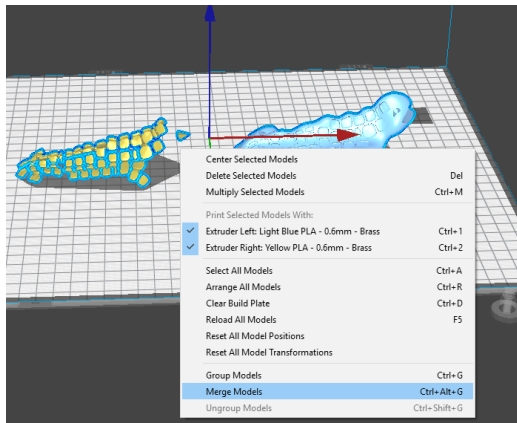 Center Selected Models
Delete Selected Models Del
Multiply Selected Models Ctrl+M
Print Selected Models With:
Extruder Left: Light Blue PLA - 0.6mm - Brass Ctrl+1
Extruder Right: Yellow PLA - 0.6mm - Brass Ctrl+2
Select All Models Ctrl+A
Arrange All Models Ctrl+R
Clear Build Plate Ctrl+D
Reload All Models F5
Reset All Model Positions
Reset All Model Transformations
Group Models Ctrl+G
Merge Models Ctrl+Alt+G
Ungroup Models Ctrl+Shift+G